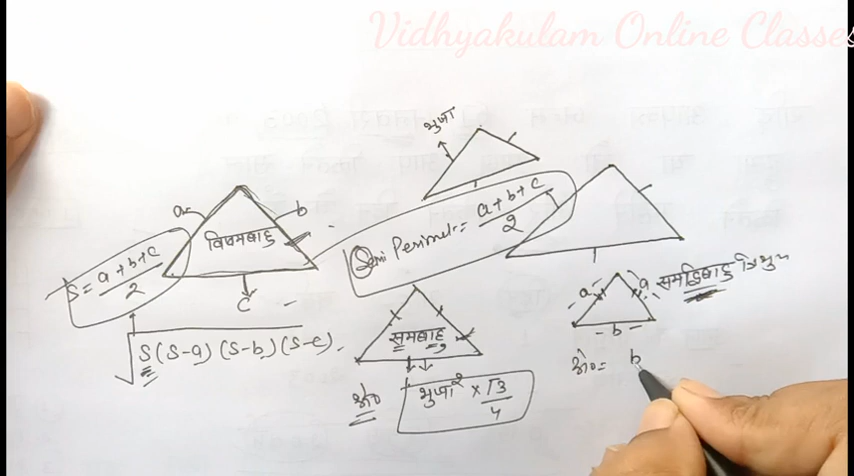 Vidhyakulam Online Classes
भुजा
a
b
विषमबाहु
C
S = a+b+c / 2
√S(S-a)(S-b)(S-c)
Semi Perimeter = a+b+c / 2
समबाहु
क्षे० भुजा² × √3 / 4
a a समद्विबाहु त्रिभुज
b
क्षे० = b